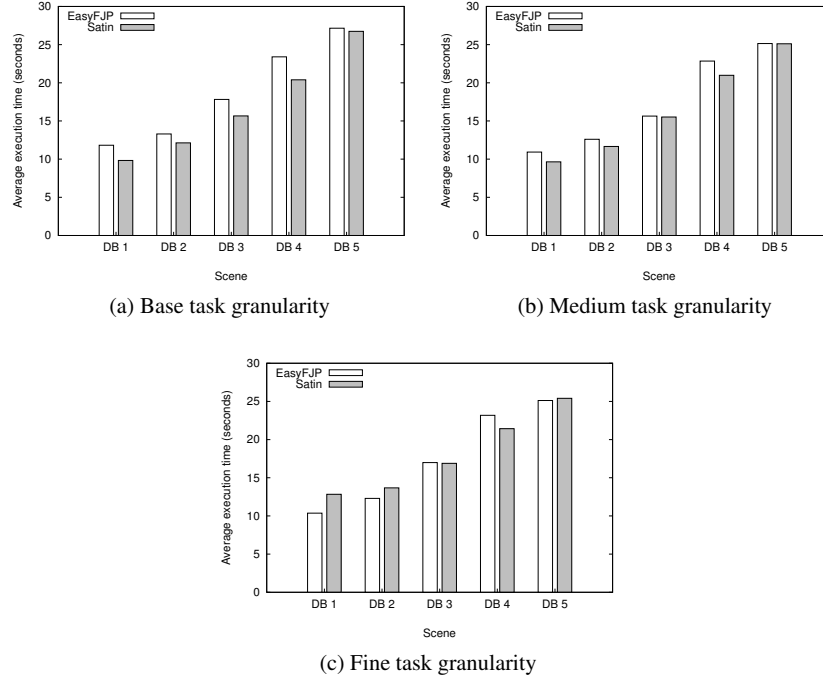 Average execution time (seconds)
30
25
20
15
10
5
0
EasyFJP
Satin
DB 1 DB 2 DB 3 DB 4 DB 5
Scene
(a) Base task granularity
Average execution time (seconds)
30
25
20
15
10
5
0
EasyFJP
Satin
DB 1 DB 2 DB 3 DB 4 DB 5
Scene
(b) Medium task granularity
Average execution time (seconds)
30
25
20
15
10
5
0
EasyFJP
Satin
DB 1 DB 2 DB 3 DB 4 DB 5
Scene
(c) Fine task granularity